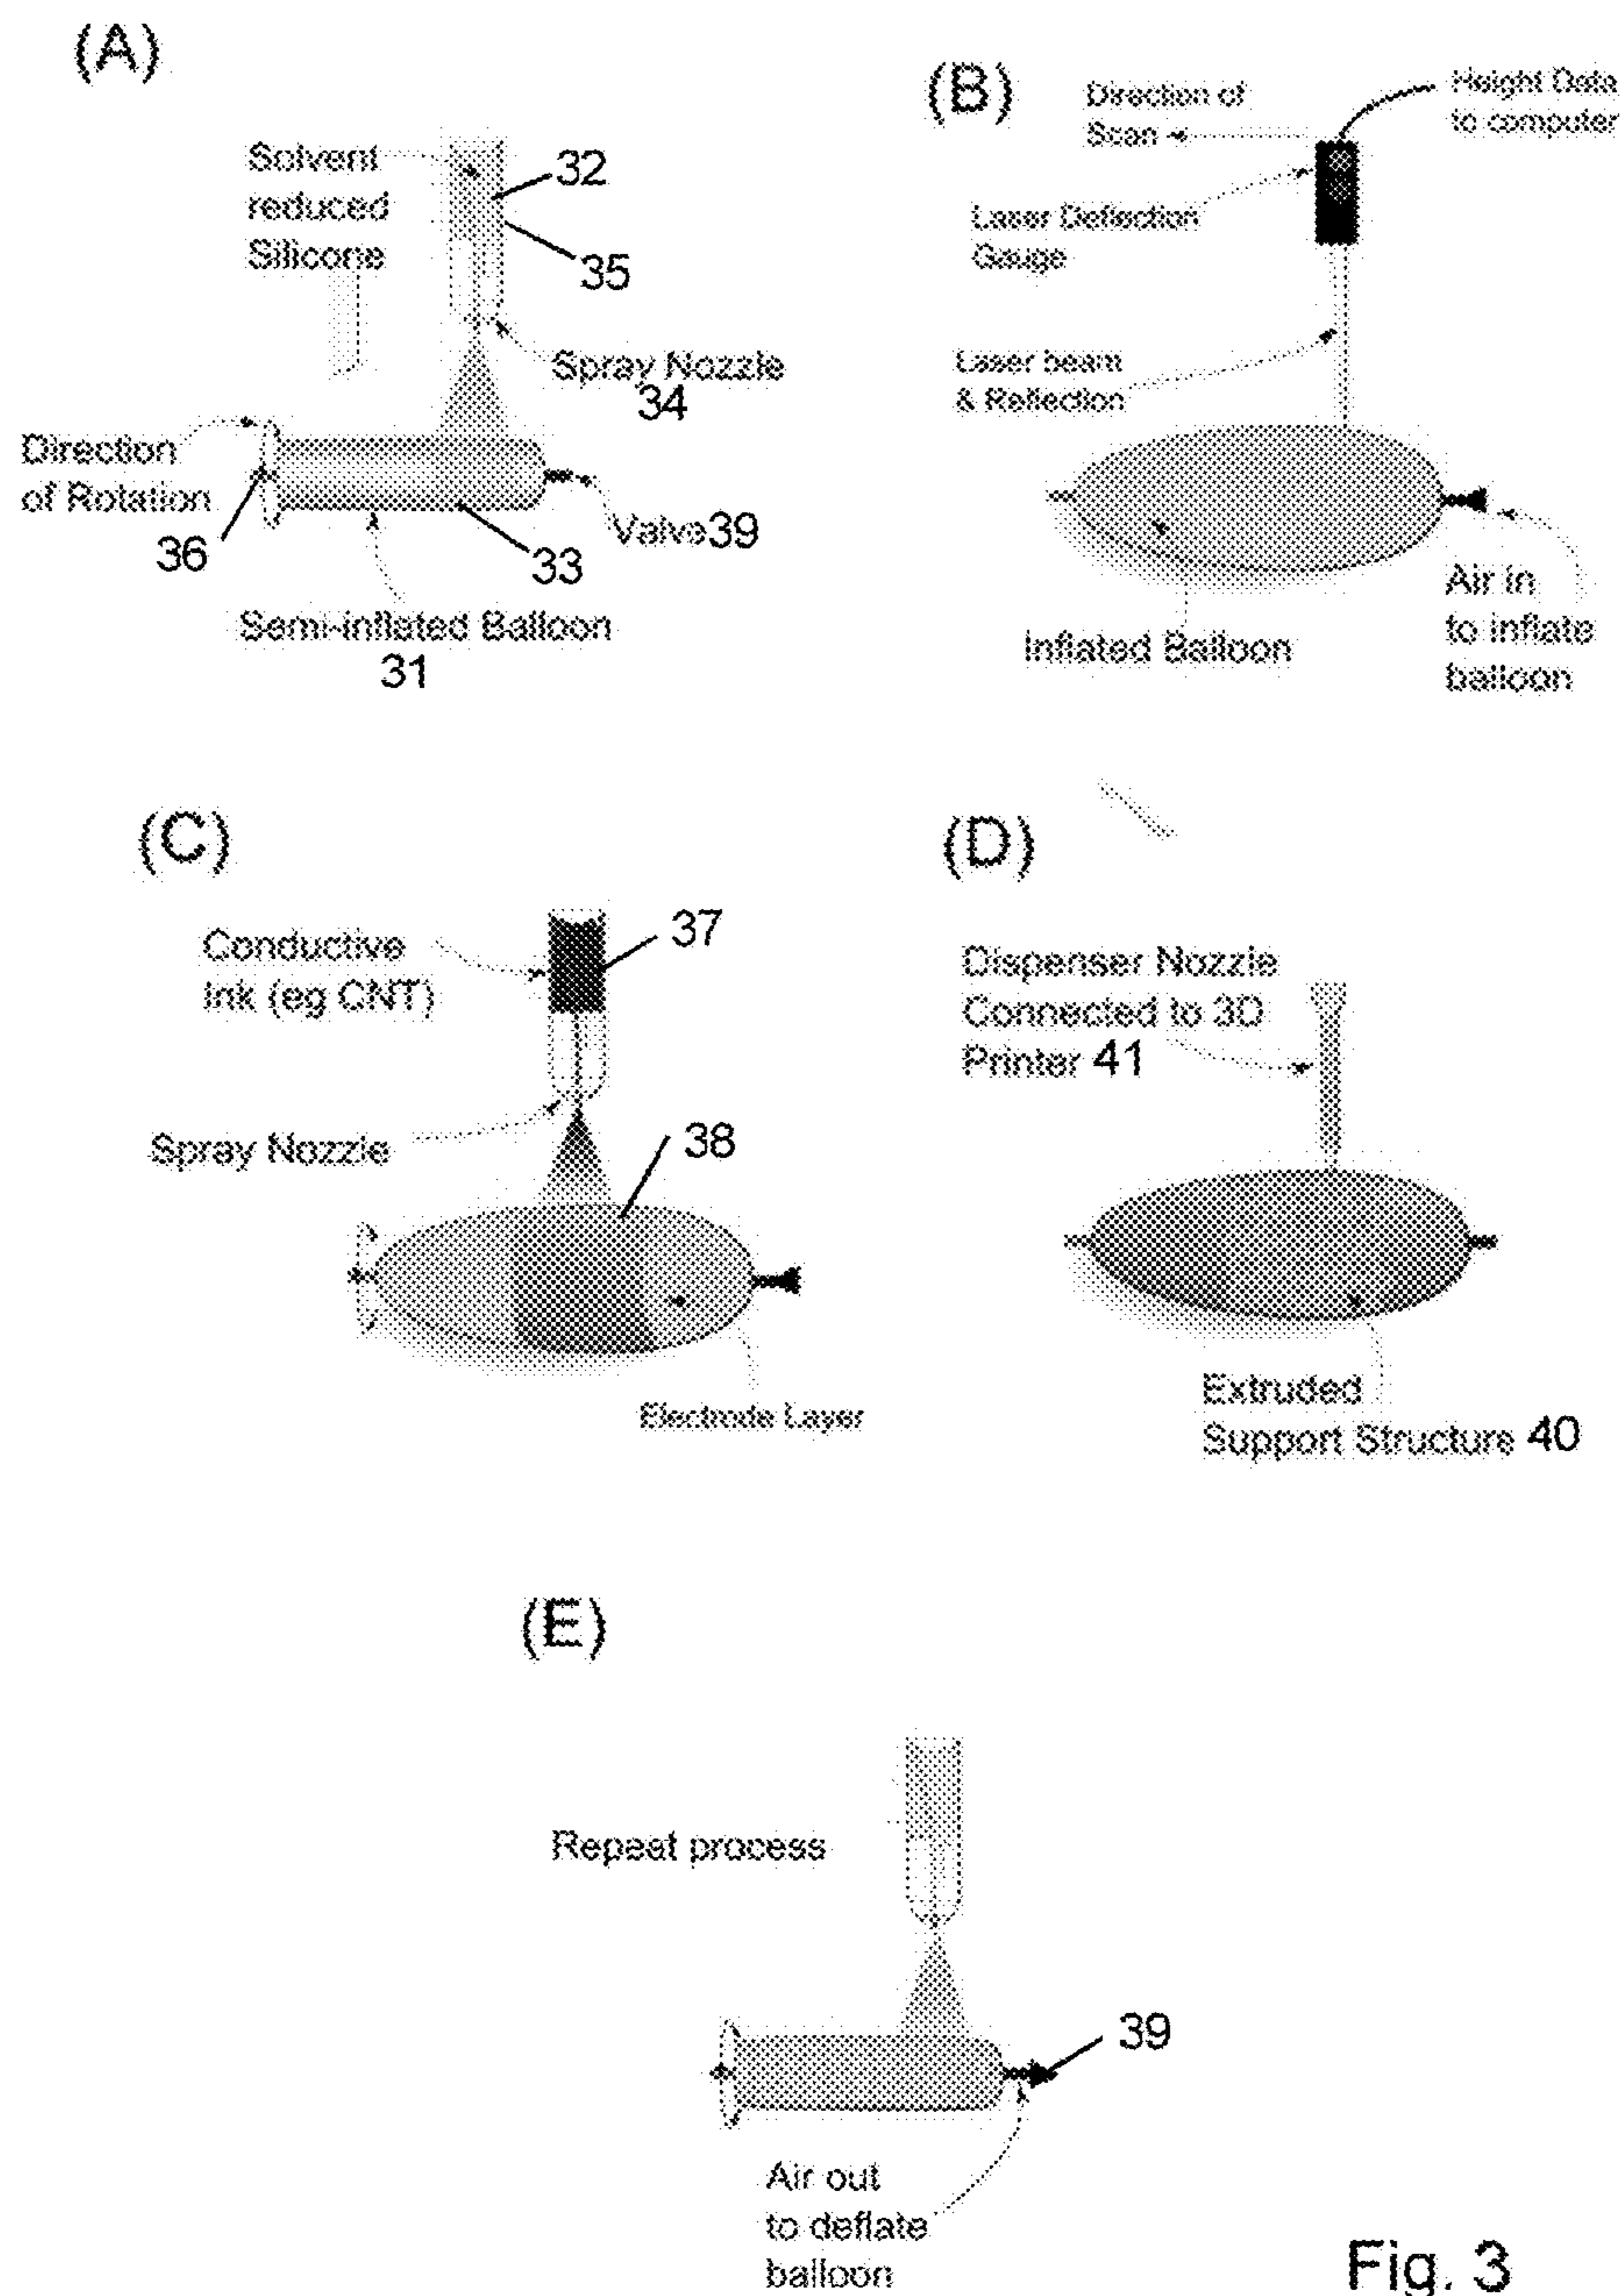 (A)
Solvent
reduced
Silicone
32
35
Spray Nozzle
34
Direction
of Rotation
36
Valve 39
33
Semi-inflated Balloon
31
(B)
Direction of
Scan
Height Data
to computer
Laser Deflection
Gauge
Laser beam
& Reflection
Air in
to inflate
balloon
Inflated Balloon
(C)
Conductive
Ink (eg CNT)
37
Spray Nozzle
38
Electrode Layer
(D)
Dispenser Nozzle
Connected to 3D
Printer 41
Extruded
Support Structure 40
(E)
Repeat process
39
Air out
to deflate
balloon
Fig. 3